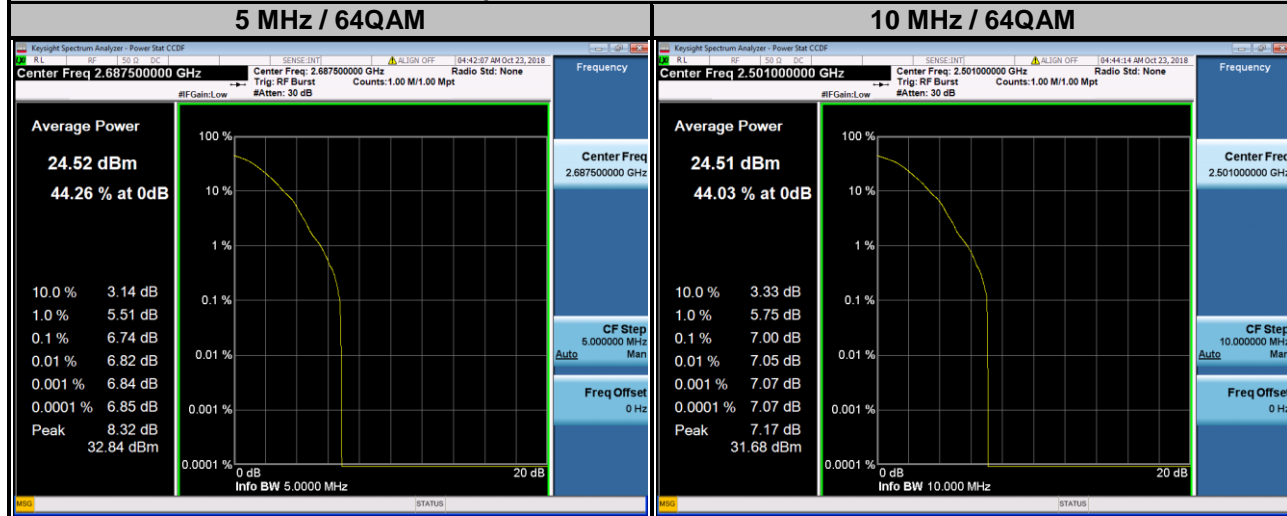 5 MHz / 64QAM
Keysight Spectrum Analyzer - Power Stat CCDF
RL RF 50 Ω DC SENSE:INT ALIGN OFF 04:42:07 AM Oct 23, 2018
Center Freq 2.687500000 GHz
Center Freq: 2.687500000 GHz Radio Std: None
Trig: RF Burst Counts:1.00 M/1.00 Mpt
#IFGain:Low #Atten: 30 dB
Average Power
24.52 dBm
44.26 % at 0dB
10.0 % 3.14 dB
1.0 % 5.51 dB
0.1 % 6.74 dB
0.01 % 6.82 dB
0.001 % 6.84 dB
0.0001 % 6.85 dB
Peak 8.32 dB
32.84 dBm
100 %
10 %
1 %
0.1 %
0.01 %
0.001 %
0.0001 %
0 dB 20 dB
Info BW 5.0000 MHz
Frequency
Center Freq
2.687500000 GHz
CF Step
5.000000 MHz
Auto Man
Freq Offset
0 Hz
MSG STATUS
10 MHz / 64QAM
Keysight Spectrum Analyzer - Power Stat CCDF
RL RF 50 Ω DC SENSE:INT ALIGN OFF 04:44:14 AM Oct 23, 2018
Center Freq 2.501000000 GHz
Center Freq: 2.501000000 GHz Radio Std: None
Trig: RF Burst Counts:1.00 M/1.00 Mpt
#IFGain:Low #Atten: 30 dB
Average Power
24.51 dBm
44.03 % at 0dB
10.0 % 3.33 dB
1.0 % 5.75 dB
0.1 % 7.00 dB
0.01 % 7.05 dB
0.001 % 7.07 dB
0.0001 % 7.07 dB
Peak 7.17 dB
31.68 dBm
100 %
10 %
1 %
0.1 %
0.01 %
0.001 %
0.0001 %
0 dB 20 dB
Info BW 10.000 MHz
Frequency
Center Freq
2.501000000 GHz
CF Step
10.000000 MHz
Auto Man
Freq Offset
0 Hz
MSG STATUS